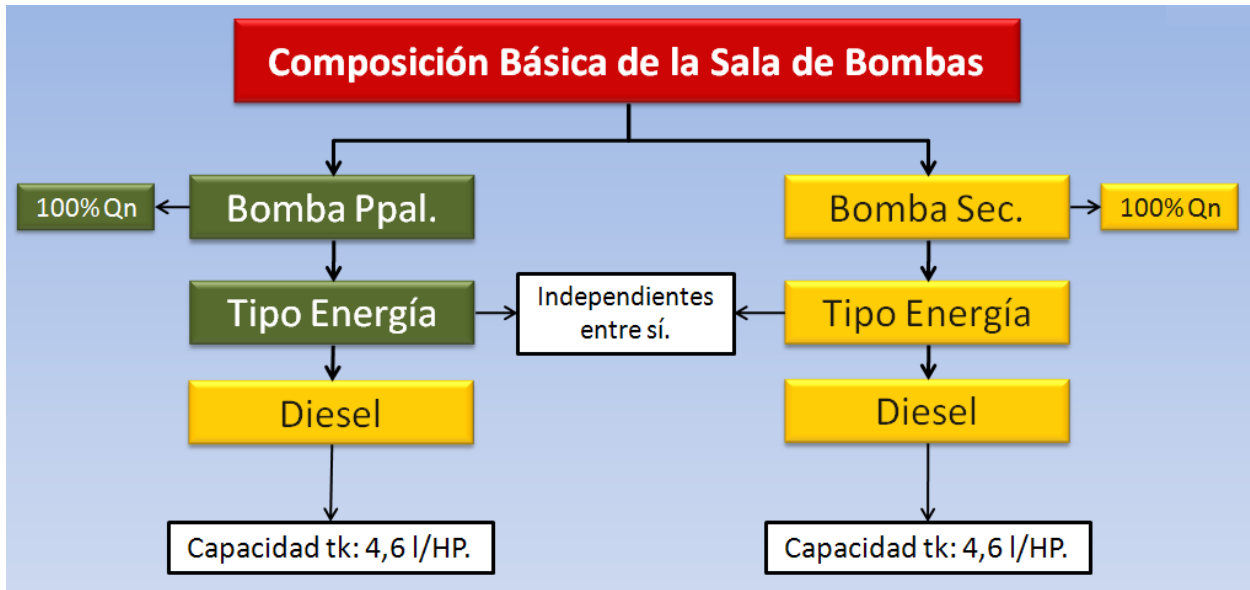 Composición Básica de la Sala de Bombas
100% Qn
Bomba Ppal.
Bomba Sec.
100% Qn
Tipo Energía
Independientes
entre sí.
Tipo Energía
Diesel
Diesel
Capacidad tk: 4,6 l/HP.
Capacidad tk: 4,6 l/HP.